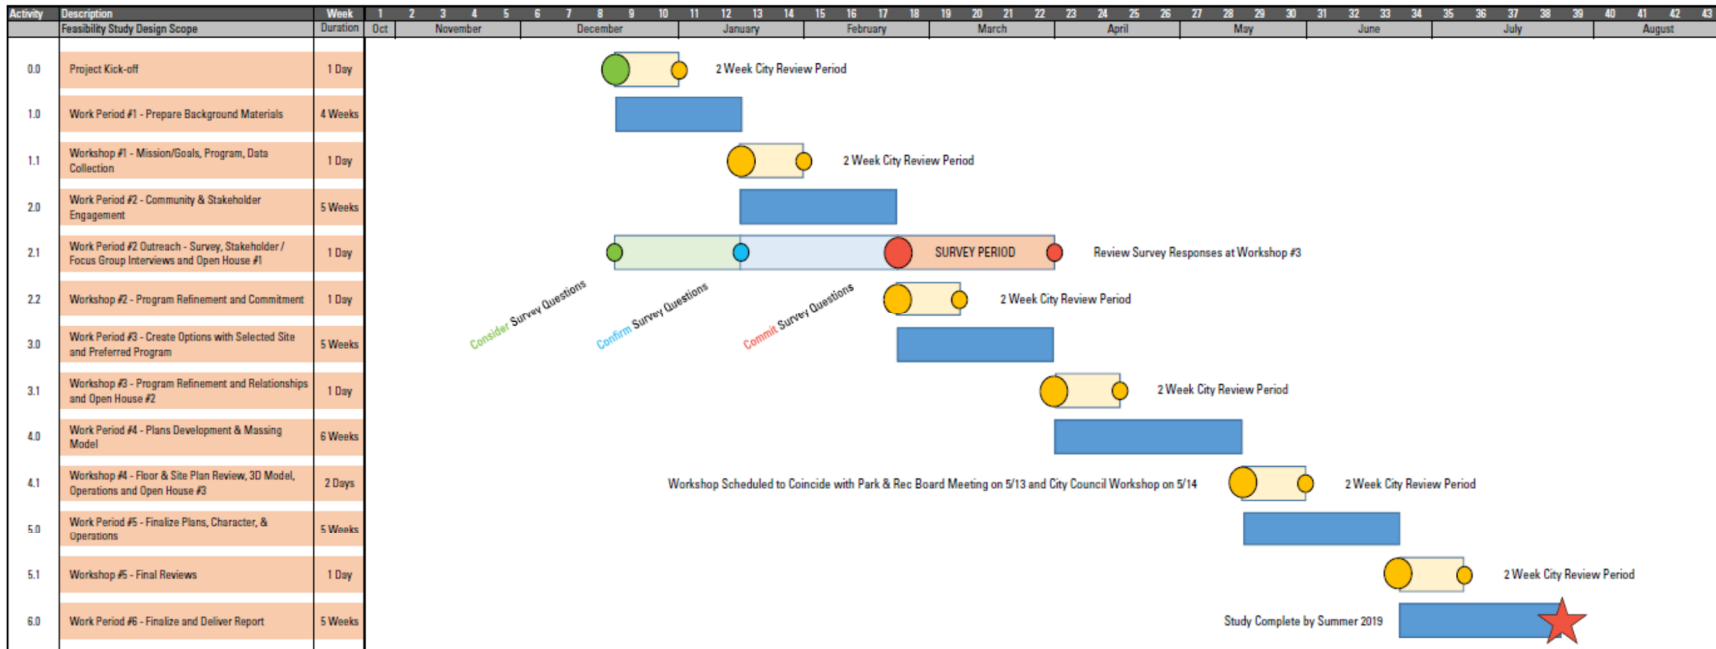 Activity Description Week 1 2 3 4 5 6 7 8 9 10 11 12 13 14 15 16 17 18 19 20 21 22 23 24 25 26 27 28 29 30 31 32 33 34 35 36 37 38 39 40 41 42 43
Feasibility Study Design Scope Duration Oct November December January February March April May June July August
0.0 Project Kick-off 1 Day 2 Week City Review Period
1.0 Work Period #1 - Prepare Background Materials 4 Weeks
1.1 Workshop #1 - Mission/Goals, Program, Data
Collection 1 Day 2 Week City Review Period
2.0 Work Period #2 - Community & Stakeholder
Engagement 5 Weeks
2.1 Work Period #2 Outreach - Survey, Stakeholder /
Focus Group Interviews and Open House #1 1 Day SURVEY PERIOD Review Survey Responses at Workshop #3
Consider Survey Questions
Confirm Survey Questions
Commit Survey Questions
2.2 Workshop #2 - Program Refinement and Commitment 1 Day 2 Week City Review Period
3.0 Work Period #3 - Create Options with Selected Site
and Preferred Program 5 Weeks
3.1 Workshop #3 - Program Refinement and Relationships
and Open House #2 1 Day 2 Week City Review Period
4.0 Work Period #4 - Plans Development & Massing
Model 6 Weeks
4.1 Workshop #4 - Floor & Site Plan Review, 3D Model,
Operations and Open House #3 2 Days Workshop Scheduled to Coincide with Park & Rec Board Meeting on 5/13 and City Council Workshop on 5/14 2 Week City Review Period
5.0 Work Period #5 - Finalize Plans, Character, &
Operations 5 Weeks
5.1 Workshop #5 - Final Reviews 1 Day 2 Week City Review Period
6.0 Work Period #6 - Finalize and Deliver Report 5 Weeks Study Complete by Summer 2019